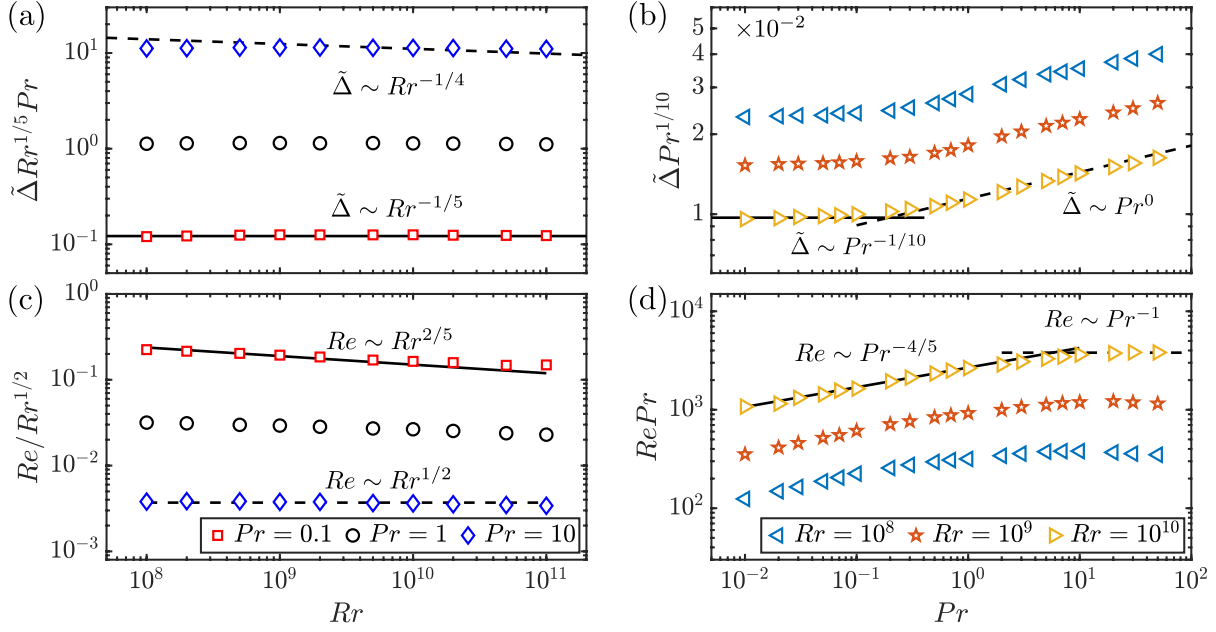 (a)
Δ̃Rr^{1/5}Pr
10^1
10^0
10^{-1}
Δ̃ ∼ Rr^{-1/4}
Δ̃ ∼ Rr^{-1/5}
(b)
Δ̃Pr^{1/10}
×10^{-2}
5
4
3
2
1
Δ̃ ∼ Pr^0
Δ̃ ∼ Pr^{-1/10}
(c)
Re/Rr^{1/2}
10^0
10^{-1}
10^{-2}
10^{-3}
Re ∼ Rr^{2/5}
Re ∼ Rr^{1/2}
Pr = 0.1 Pr = 1 Pr = 10
10^8 10^9 10^{10} 10^{11}
Rr
(d)
RePr
10^4
10^3
10^2
Re ∼ Pr^{-1}
Re ∼ Pr^{-4/5}
Rr = 10^8 Rr = 10^9 Rr = 10^{10}
10^{-2} 10^{-1} 10^0 10^1 10^2
Pr